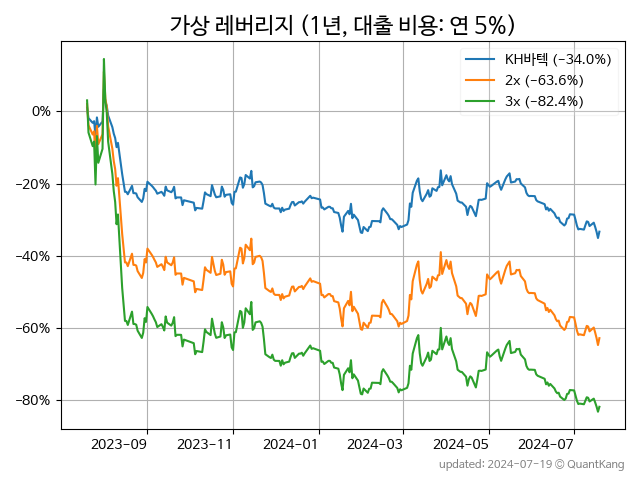 가상 레버리지 (1년, 대출 비용: 연 5%)
KH바텍 (−34.0%)
2x (−63.6%)
3x (−82.4%)
0%
−20%
−40%
−60%
−80%
2023-09 2023-11 2024-01 2024-03 2024-05 2024-07
updated: 2024-07-19 © QuantKang